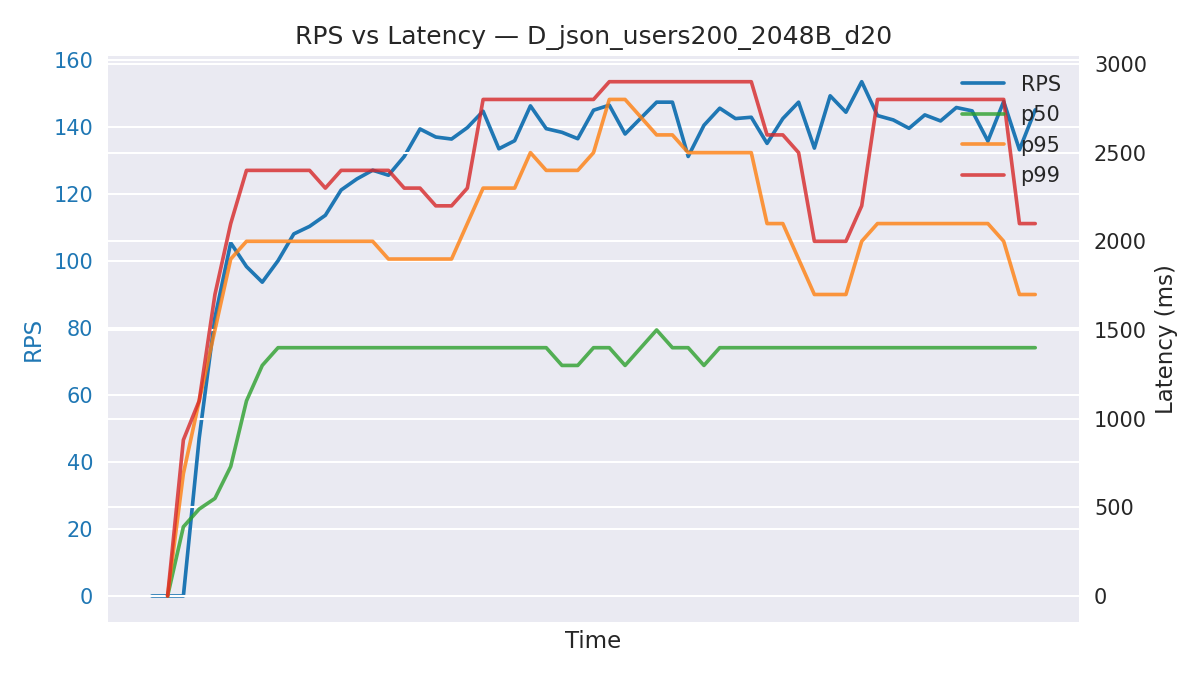 RPS vs Latency — D_json_users200_2048B_d20
160
140
120
100
80
60
40
20
0
RPS
3000
2500
2000
1500
1000
500
0
Latency (ms)
RPS
p50
p95
p99
Time